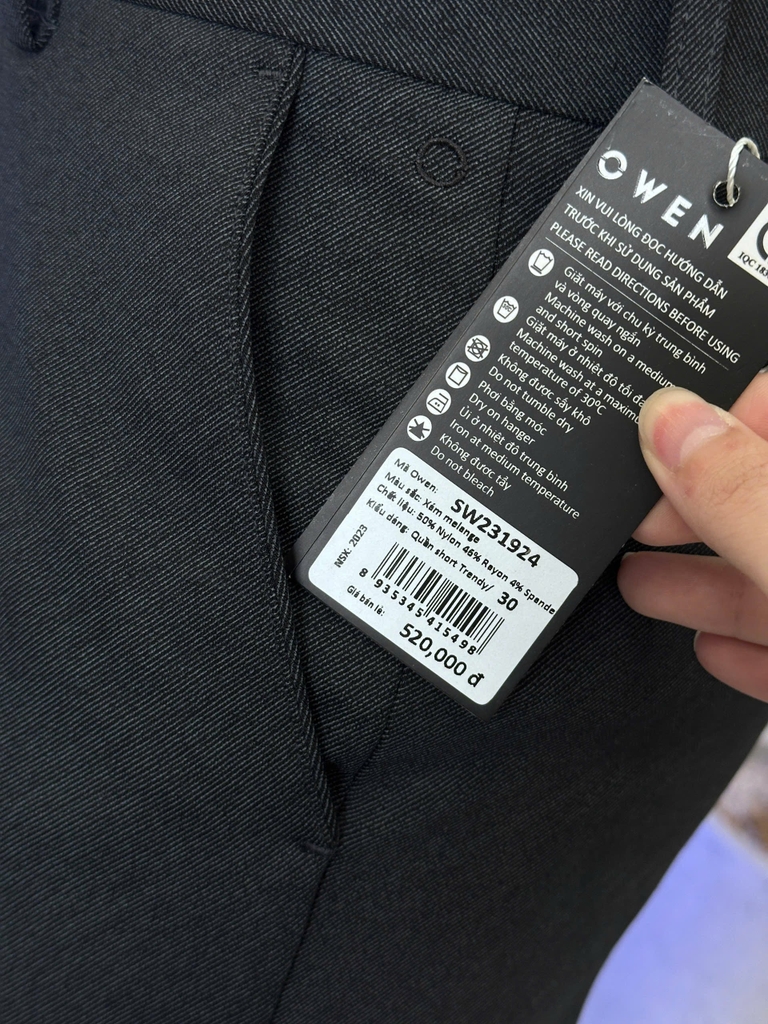 OWEN
XIN VUI LÒNG ĐỌC HƯỚNG DẪN
TRƯỚC KHI SỬ DỤNG SẢN PHẨM
PLEASE READ DIRECTIONS BEFORE USING
Giặt máy với chu kỳ trung bình
và vòng quay ngắn
Machine wash on a medium
and short spin
Giặt máy ở nhiệt độ tối đa
Machine wash at a maximu
temperature of 30°C
Không được sấy khô
Do not tumble dry
Phơi bằng móc
Dry on hanger
Ủi ở nhiệt độ trung bình
Iron at medium temperature
Không được tẩy
Do not bleach
Mã Owen: SW231924
Màu sắc: Xám melange
Chất liệu: 50% Nylon 46% Rayon 4% Spande
Kiểu dáng: Quần short Trendy/ 30
NSX: 2023
8 935345 415498
Giá bán lẻ:
520,000 đ